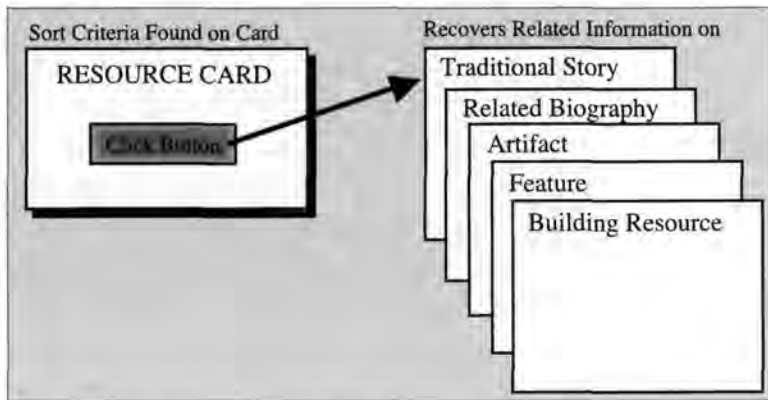 Sort Criteria Found on Card
RESOURCE CARD
Click Button
Recovers Related Information on
Traditional Story
Related Biography
Artifact
Feature
Building Resource